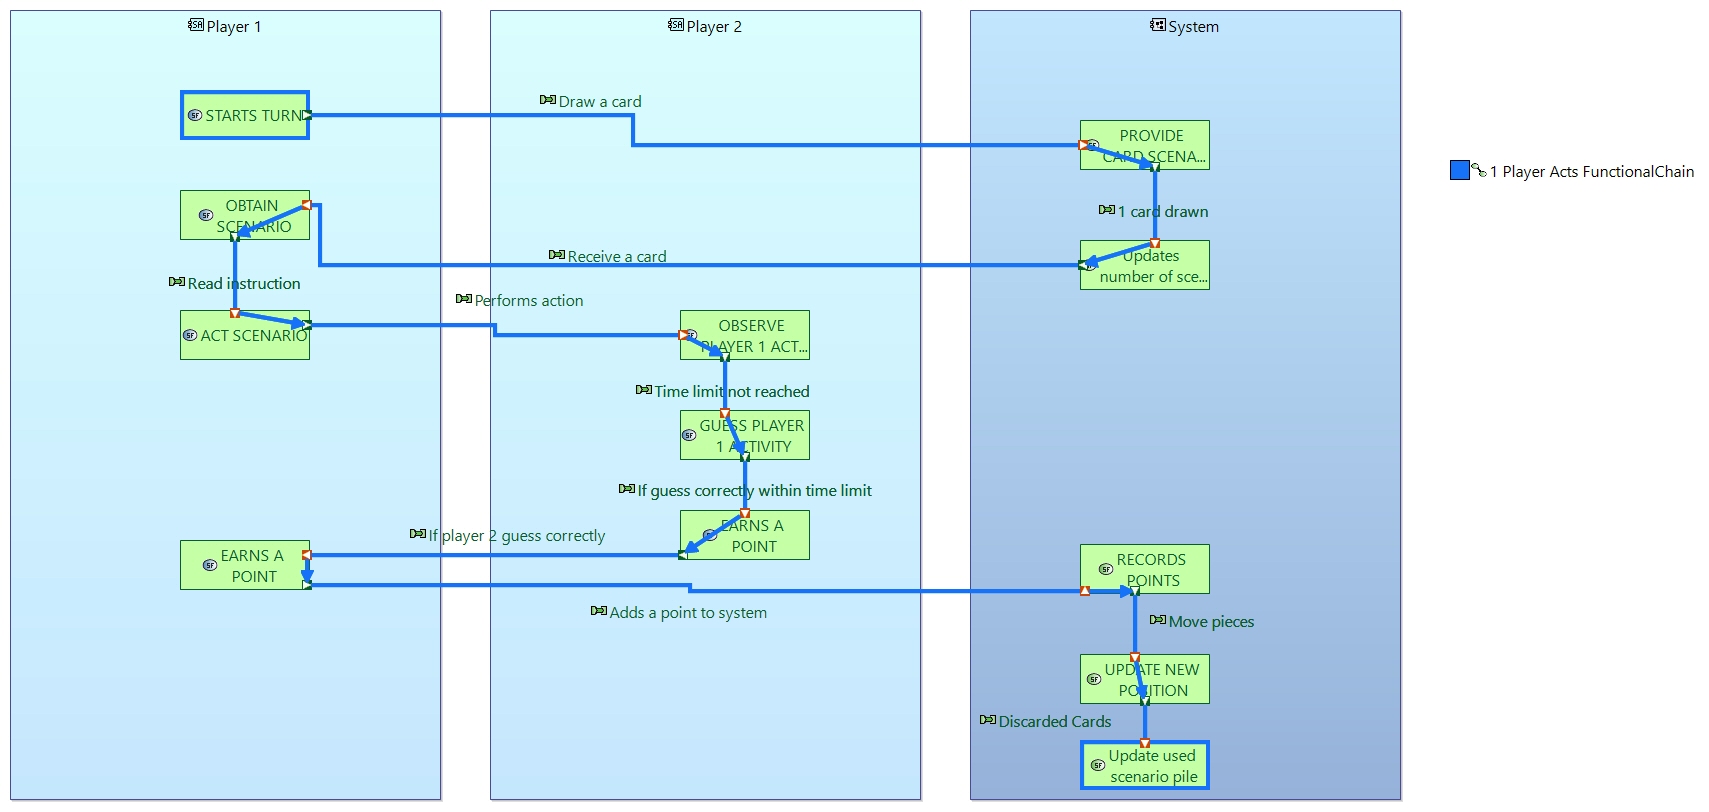 Player 1
Player 2
System
STARTS TURN
Draw a card
PROVIDE
CARD SCENA...
1 Player Acts FunctionalChain
OBTAIN
SCENARIO
1 card drawn
Receive a card
Updates
number of sce...
Read instruction
Performs action
ACT SCENARIO
OBSERVE
PLAYER 1 ACT...
Time limit not reached
GUESS PLAYER
1 ACTIVITY
If guess correctly within time limit
EARNS A
POINT
If player 2 guess correctly
EARNS A
POINT
RECORDS
POINTS
Adds a point to system
Move pieces
UPDATE NEW
POSITION
Discarded Cards
Update used
scenario pile